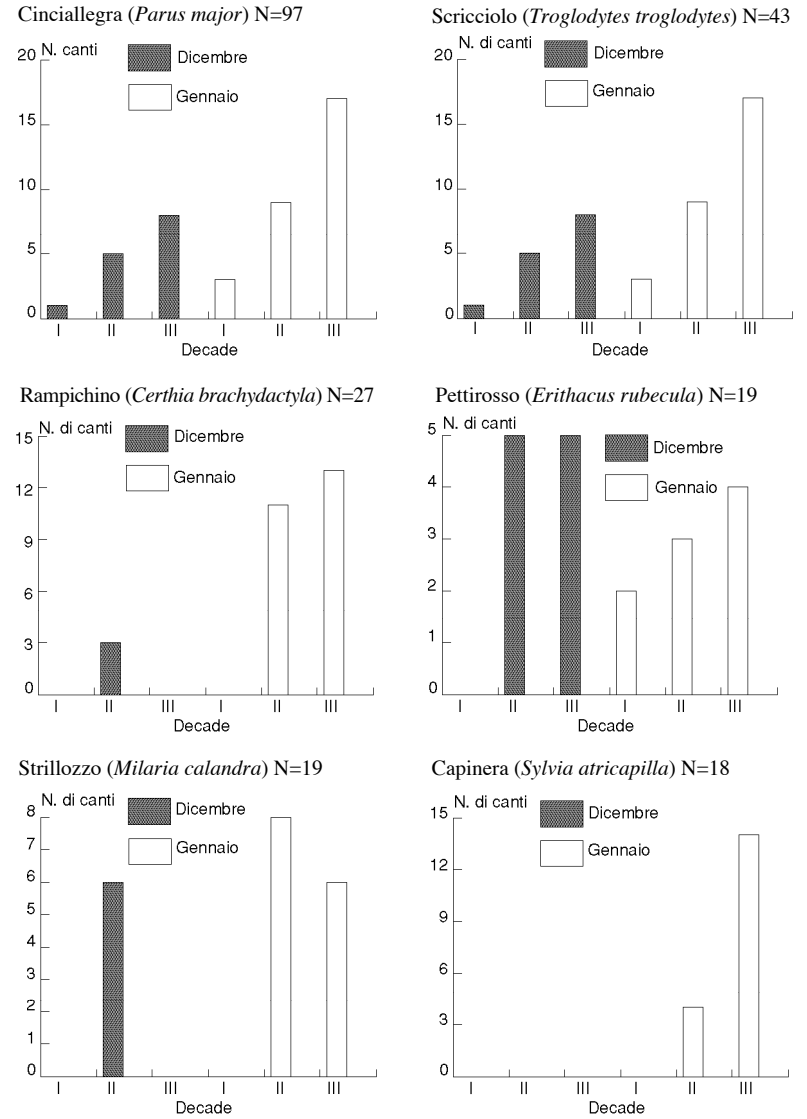 Cinciallegra (Parus major) N=97
N. di canti
Dicembre
Gennaio
20
15
10
5
0
I II III I II III
Decade
Scricciolo (Troglodytes troglodytes) N=43
N. di canti
Dicembre
Gennaio
20
15
10
5
0
I II III I II III
Decade
Rampichino (Certhia brachydactyla) N=27
N. di canti
Dicembre
Gennaio
15
12
9
6
3
0
I II III I II III
Decade
Pettirosso (Erithacus rubecula) N=19
N. di canti
Dicembre
Gennaio
5
4
3
2
1
0
I II III I II III
Decade
Strillozzo (Milaria calandra) N=19
N. di canti
Dicembre
Gennaio
8
7
6
5
4
3
2
1
0
I II III I II III
Decade
Capinera (Sylvia atricapilla) N=18
N. di canti
Dicembre
Gennaio
15
12
9
6
3
0
I II III I II III
Decade